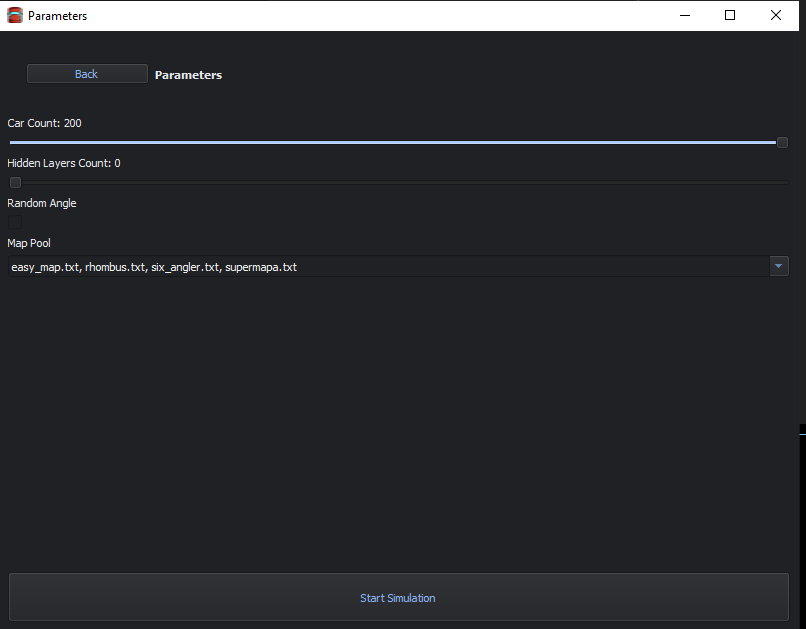 Parameters
Back Parameters
Car Count: 200
Hidden Layers Count: 0
Random Angle
Map Pool
easy_map.txt, rhombus.txt, six_angler.txt, supermapa.txt
Start Simulation